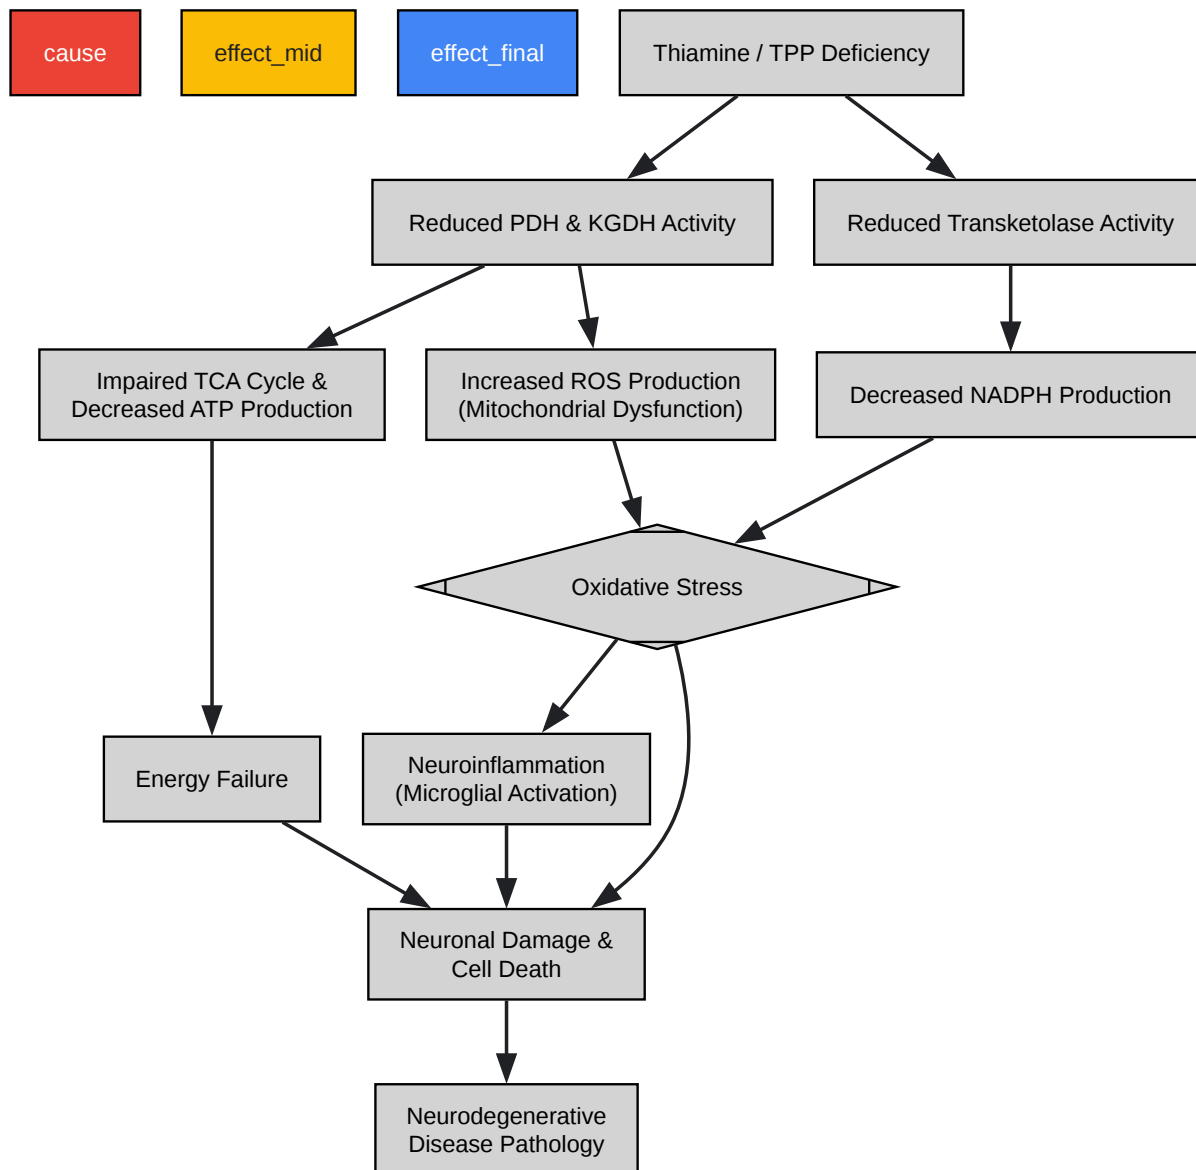 cause
effect_mid
effect_final
Thiamine / TPP Deficiency
Reduced PDH & KGDH Activity
Reduced Transketolase Activity
Impaired TCA Cycle &
Decreased ATP Production
Increased ROS Production
(Mitochondrial Dysfunction)
Decreased NADPH Production
Oxidative Stress
Energy Failure
Neuroinflammation
(Microglial Activation)
Neuronal Damage &
Cell Death
Neurodegenerative
Disease Pathology